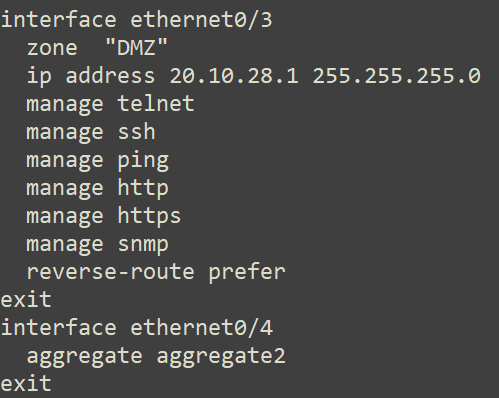 interface ethernet0/3
  zone  "DMZ"
  ip address 20.10.28.1 255.255.255.0
  manage telnet
  manage ssh
  manage ping
  manage http
  manage https
  manage snmp
  reverse-route prefer
exit
interface ethernet0/4
  aggregate aggregate2
exit